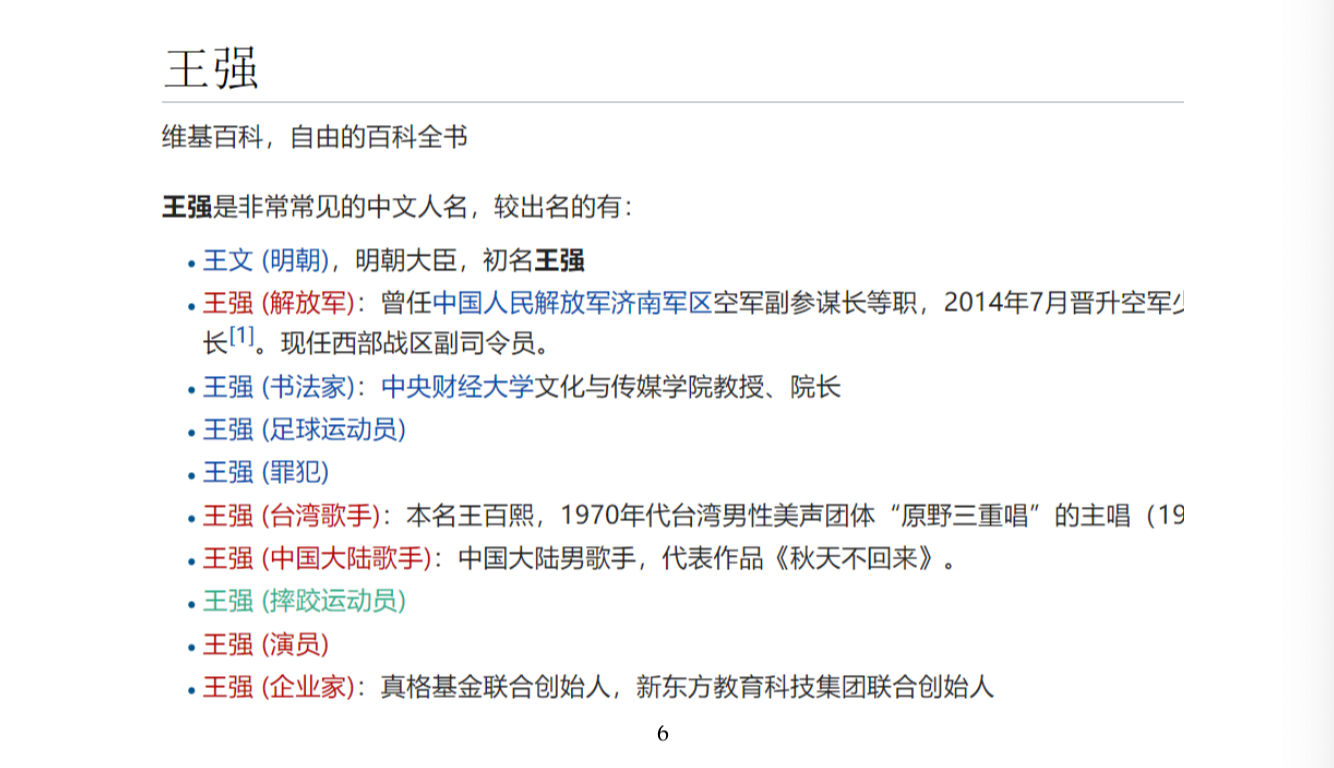 王强
维基百科，自由的百科全书
王强是非常常见的中文人名，较出名的有：
• 王文 (明朝)，明朝大臣，初名王强
• 王强 (解放军)：曾任中国人民解放军济南军区空军副参谋长等职，2014年7月晋升空军少
长[1]。现任西部战区副司令员。
• 王强 (书法家)：中央财经大学文化与传媒学院教授、院长
• 王强 (足球运动员)
• 王强 (罪犯)
• 王强 (台湾歌手)：本名王百熙，1970年代台湾男性美声团体“原野三重唱”的主唱（19
• 王强 (中国大陆歌手)：中国大陆男歌手，代表作品《秋天不回来》。
• 王强 (摔跤运动员)
• 王强 (演员)
• 王强 (企业家)：真格基金联合创始人，新东方教育科技集团联合创始人
6